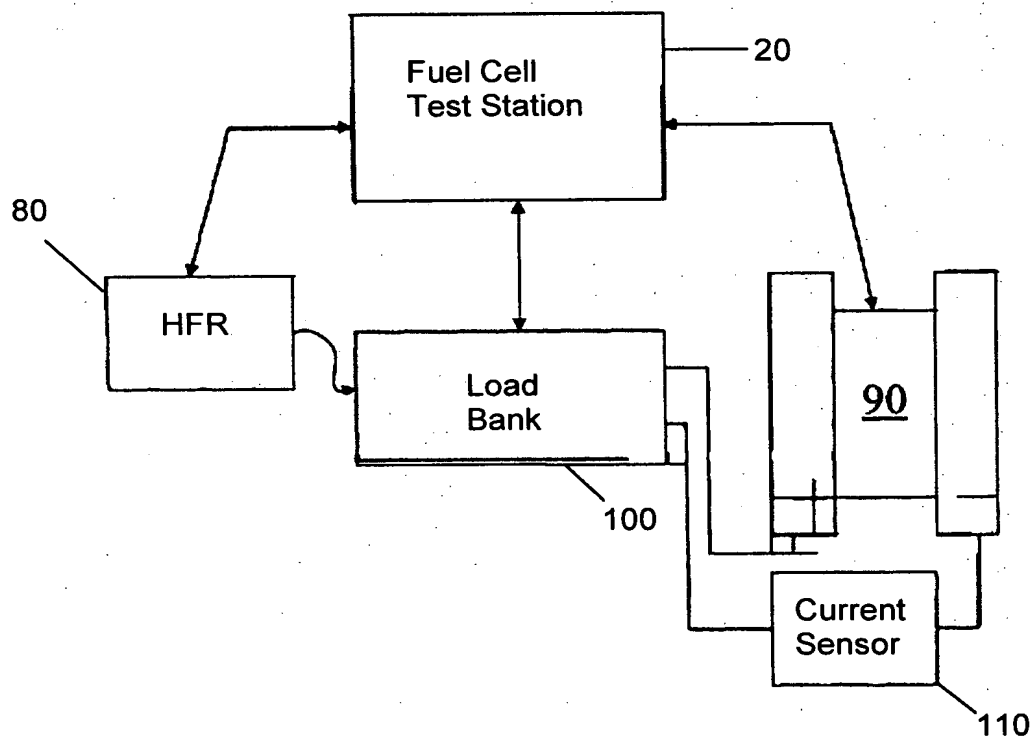 20
Fuel Cell
Test Station
80
HFR
Load
Bank
90
100
Current
Sensor
110